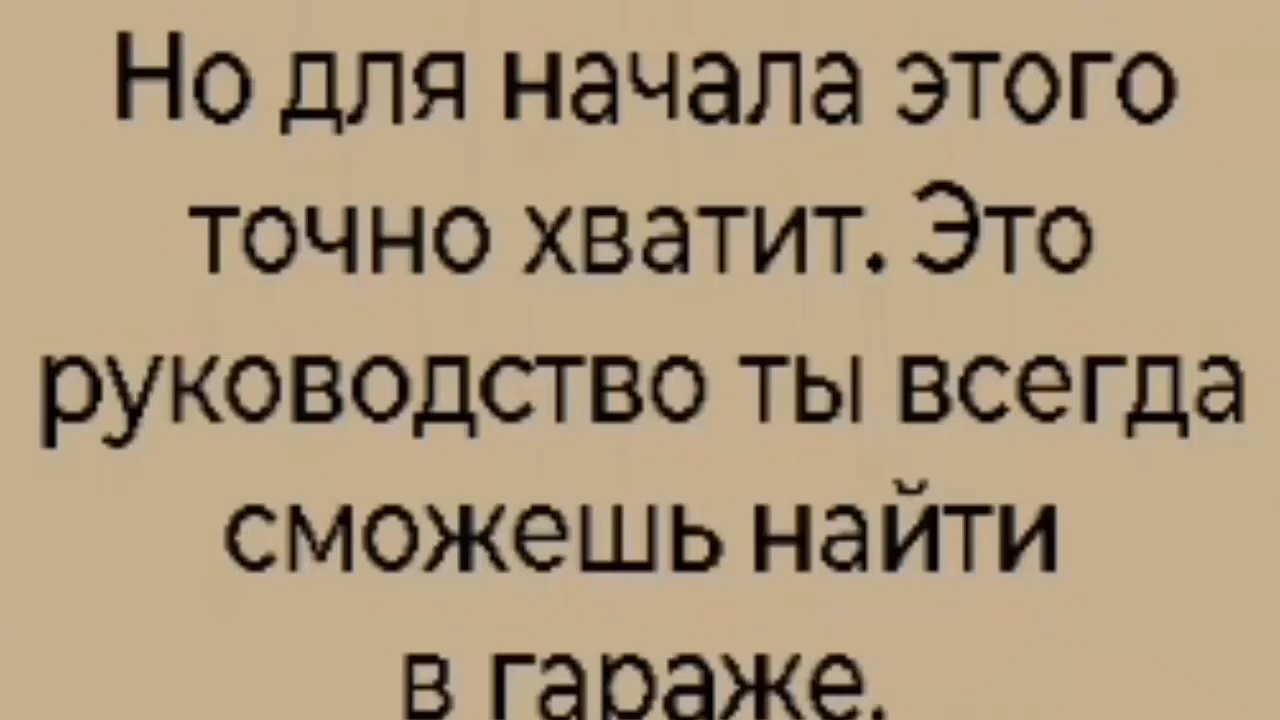 Но для начала этого
точно хватит. Это
руководство ты всегда
сможешь найти
в гараже.